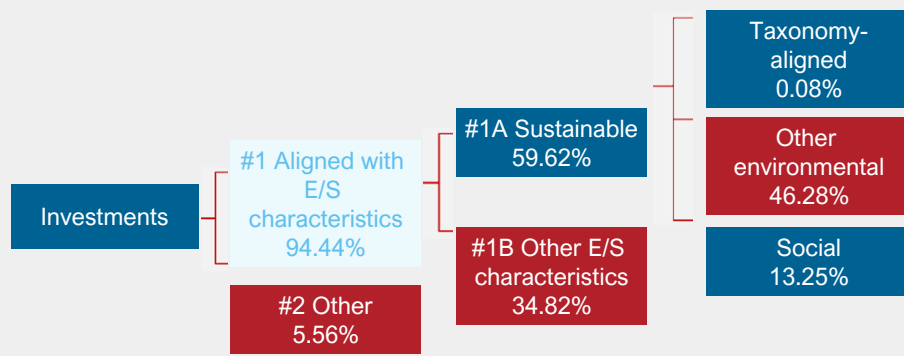 Investments
#1 Aligned with
E/S
characteristics
94.44%
#2 Other
5.56%
#1A Sustainable
59.62%
#1B Other E/S
characteristics
34.82%
Taxonomy-
aligned
0.08%
Other
environmental
46.28%
Social
13.25%